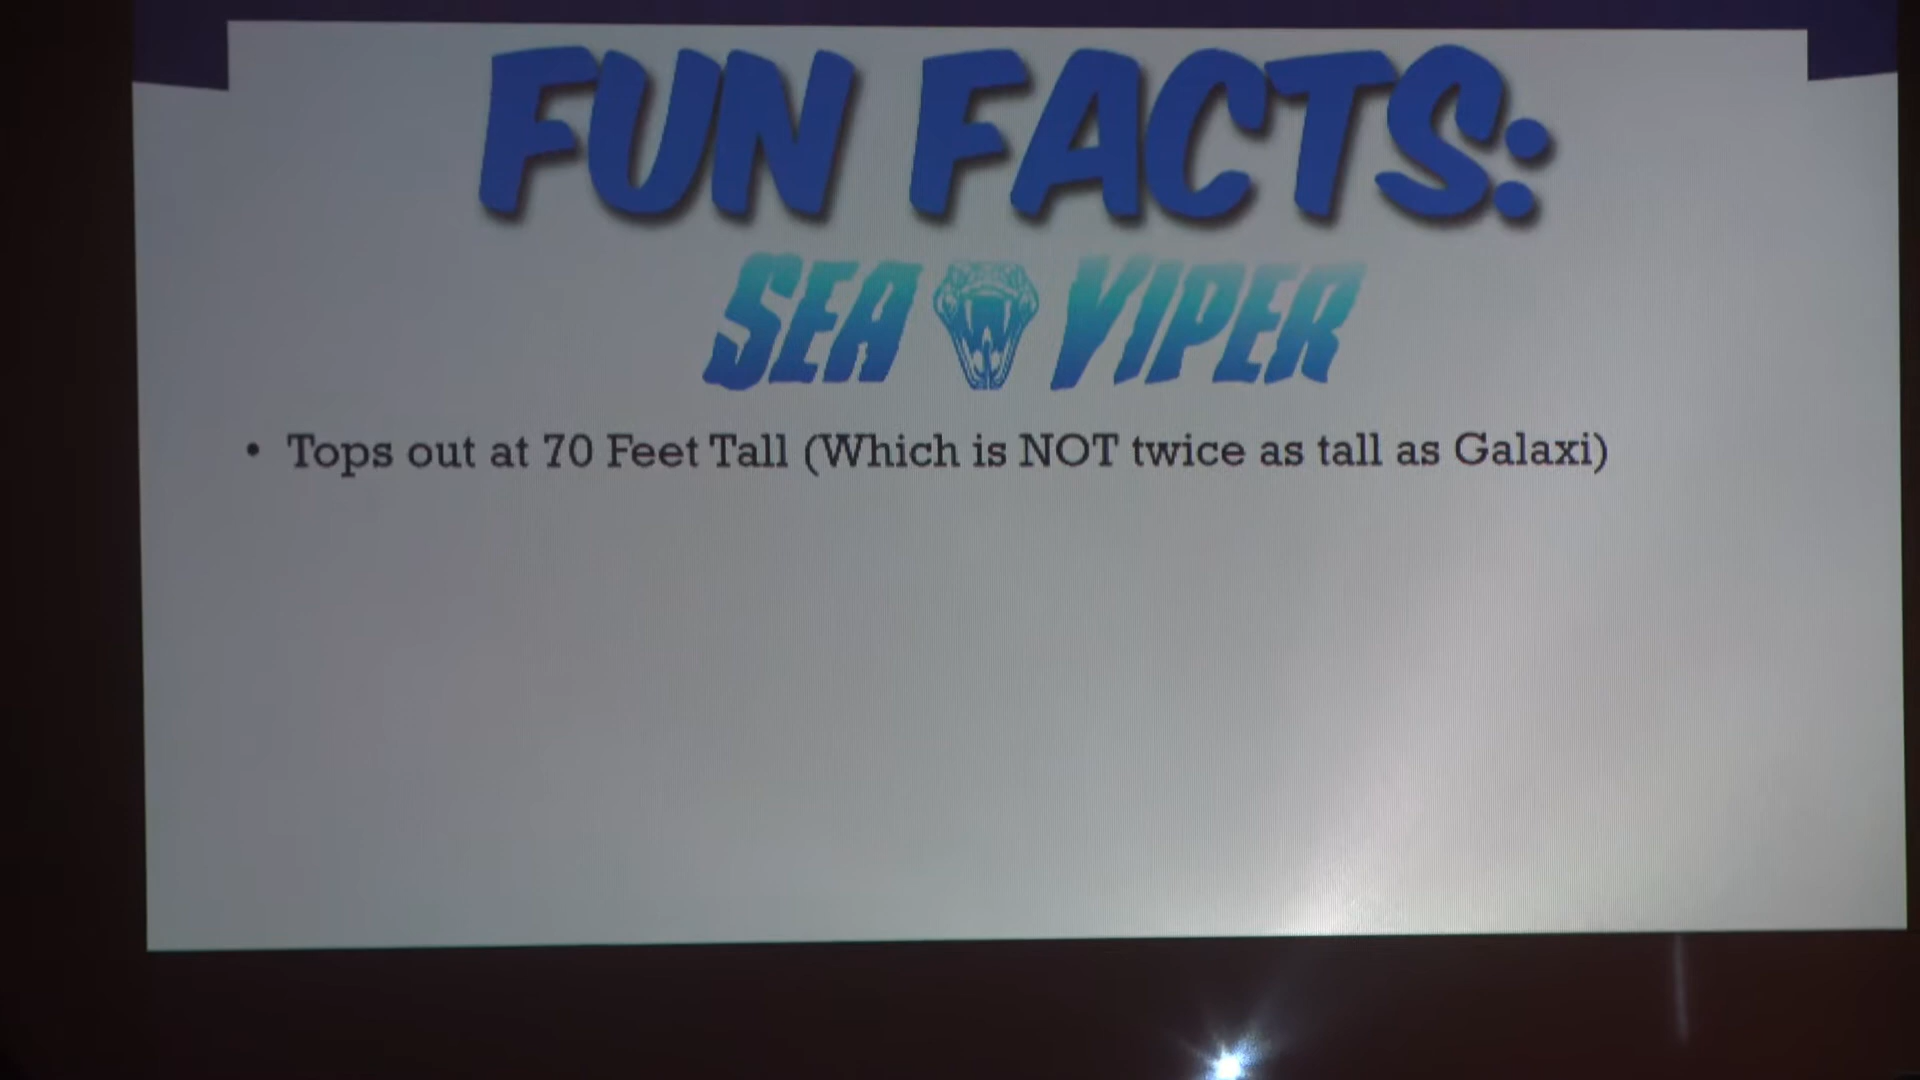 FUN FACTS:
SEA VIPER
• Tops out at 70 Feet Tall (Which is NOT twice as tall as Galaxi)